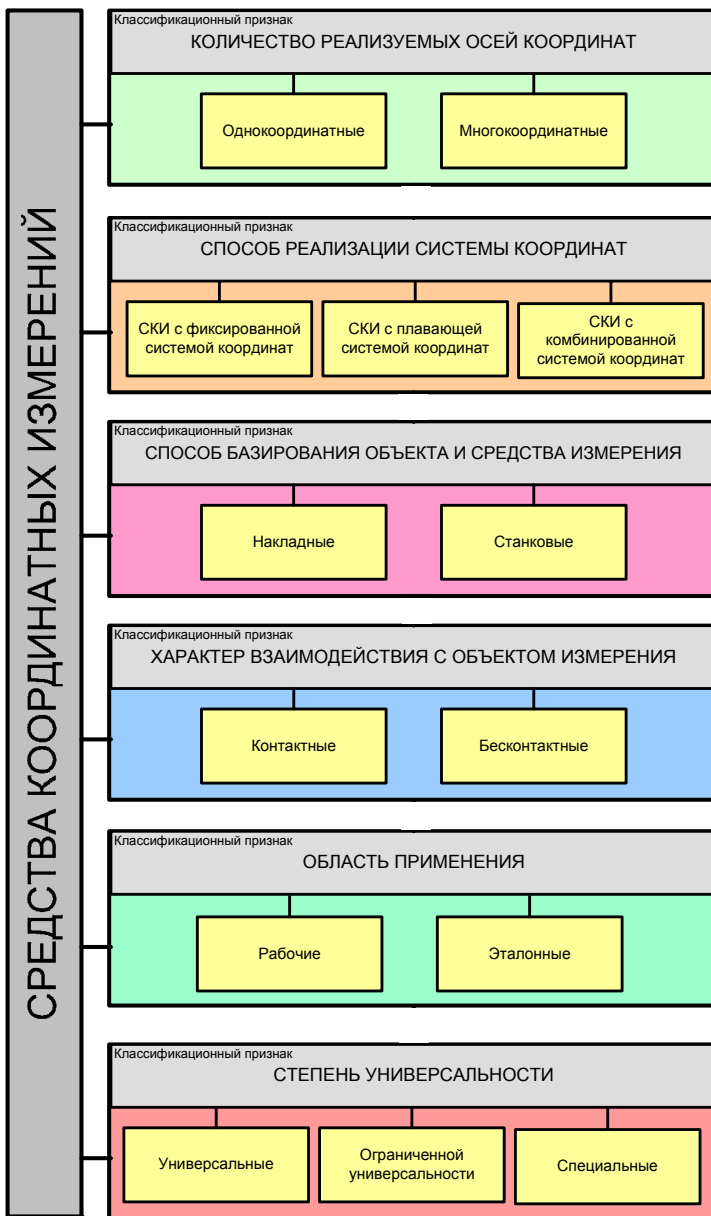 СРЕДСТВА КООРДИНАТНЫХ ИЗМЕРЕНИЙ
Классификационный признак
КОЛИЧЕСТВО РЕАЛИЗУЕМЫХ ОСЕЙ КООРДИНАТ
Однокоординатные
Многокоординатные
Классификационный признак
СПОСОБ РЕАЛИЗАЦИИ СИСТЕМЫ КООРДИНАТ
СКИ с фиксированной
системой координат
СКИ с плавающей
системой координат
СКИ с
комбинированной
системой координат
Классификационный признак
СПОСОБ БАЗИРОВАНИЯ ОБЪЕКТА И СРЕДСТВА ИЗМЕРЕНИЯ
Накладные
Станковые
Классификационный признак
ХАРАКТЕР ВЗАИМОДЕЙСТВИЯ С ОБЪЕКТОМ ИЗМЕРЕНИЯ
Контактные
Бесконтактные
Классификационный признак
ОБЛАСТЬ ПРИМЕНЕНИЯ
Рабочие
Эталонные
Классификационный признак
СТЕПЕНЬ УНИВЕРСАЛЬНОСТИ
Универсальные
Ограниченной
универсальности
Специальные